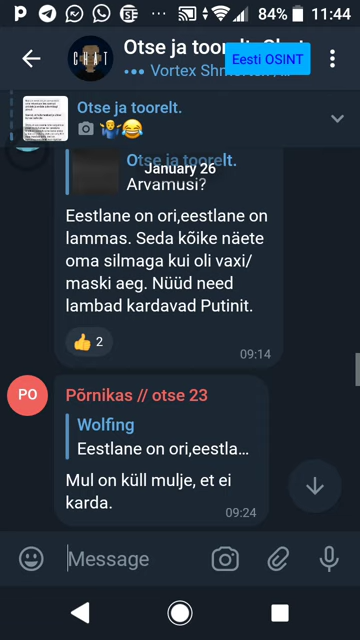 84% 11:44
Otse ja toorelt. Chat
Eesti OSINT
CHAT
Vortex
Otse ja toorelt.
🤷‍♂️😂
Otse ja toorelt.
January 26
Arvamusi?
Eestlane on ori,eestlane on
lammas. Seda kõike näete
oma silmaga kui oli vaxi/
maski aeg. Nüüd need
lambad kardavad Putinit.
👍 2
09:14
PO
Põrnikas // otse 23
Wolfing
Eestlane on ori,eestla...
Mul on küll mulje, et ei
karda.
09:24
Message